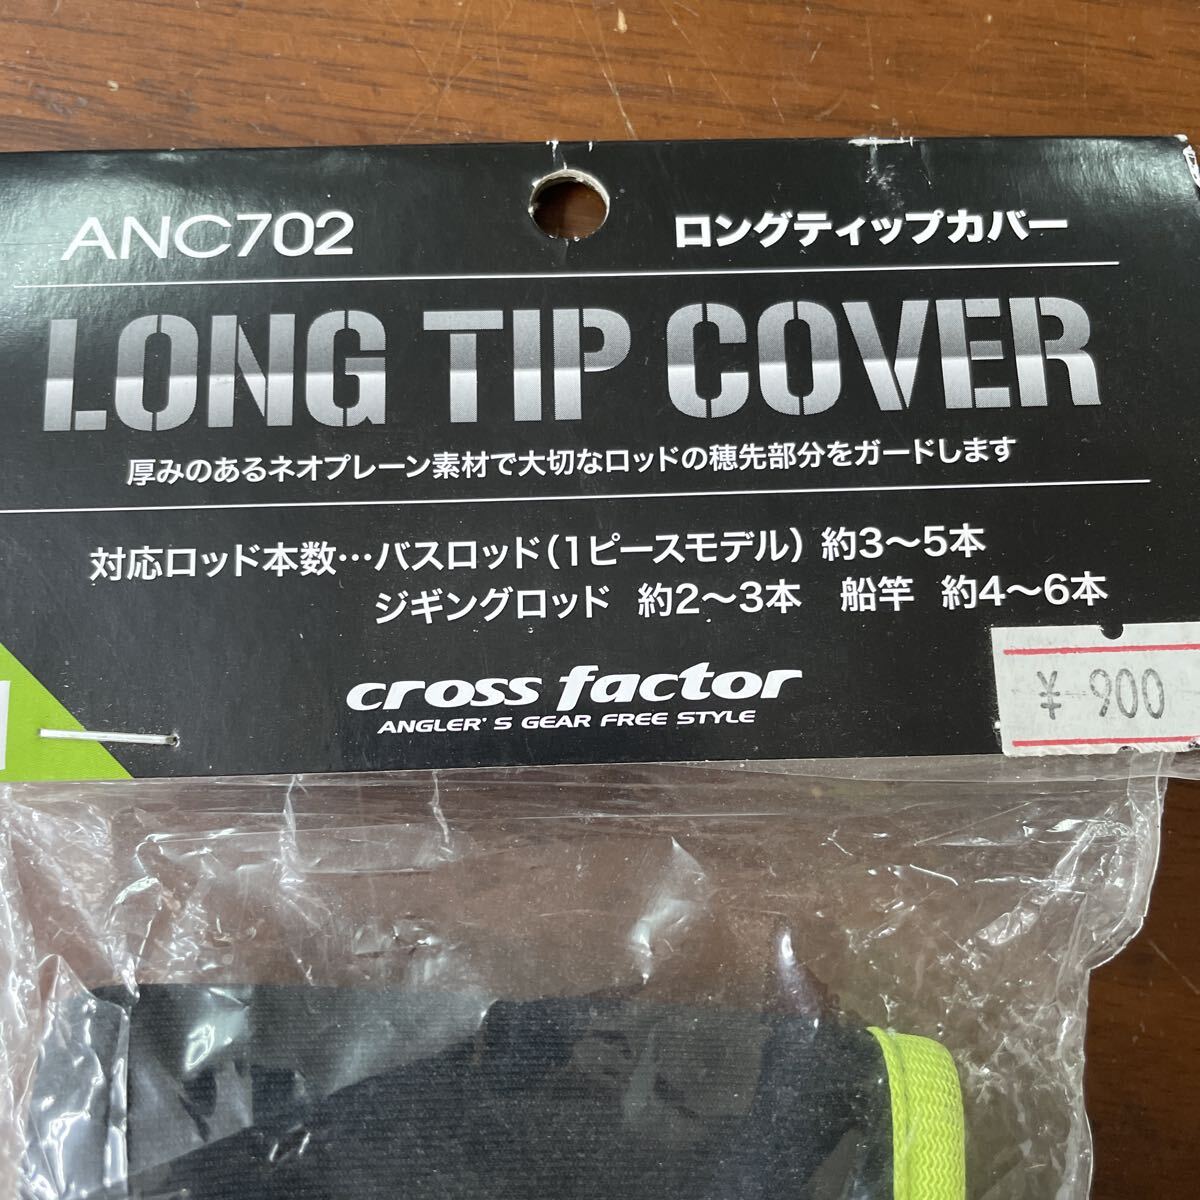 ANC702
ロングティップカバー
LONG TIP COVER
厚みのあるネオプレーン素材で大切なロッドの穂先部分をガードします
対応ロッド本数…バスロッド(1ピースモデル) 約3〜5本
ジギングロッド 約2〜3本 船竿 約4〜6本
cross factor
ANGLER'S GEAR FREE STYLE
¥ 900